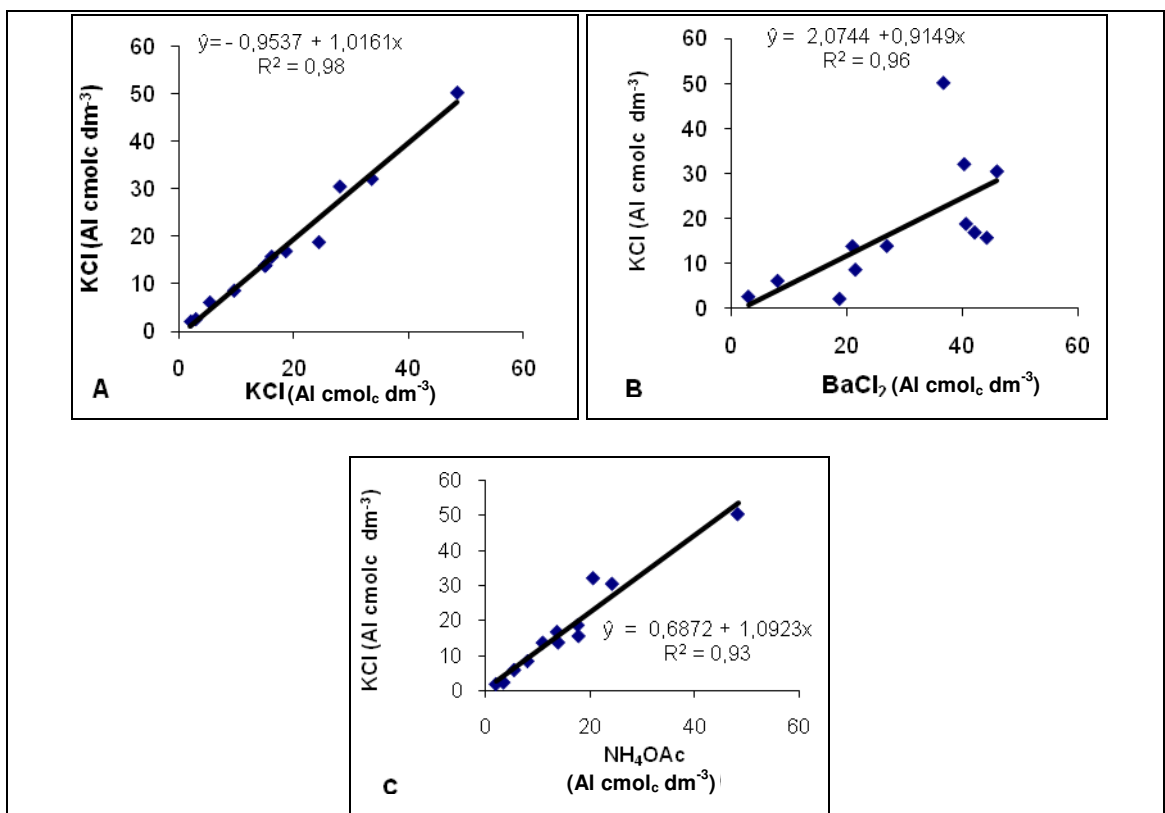 ŷ= - 0,9537 + 1,0161x
R² = 0,98
KCl (Al cmolc dm⁻³)
60
50
40
30
20
10
0
0 20 40 60
KCl (Al cmol𝒸 dm⁻³)
A
ŷ = 2,0744 +0,9149x
R² = 0,96
KCl (Al cmolc dm⁻³)
60
50
40
30
20
10
0
0 20 40 60
BaCl₂ (Al cmol𝒸 dm⁻³)
B
KCl (Al cmolc dm⁻³)
60
50
40
30
20
10
0
ŷ = 0,6872 + 1,0923x
R² = 0,93
0 20 40 60
NH₄OAc
(Al cmol𝒸 dm⁻³)
C